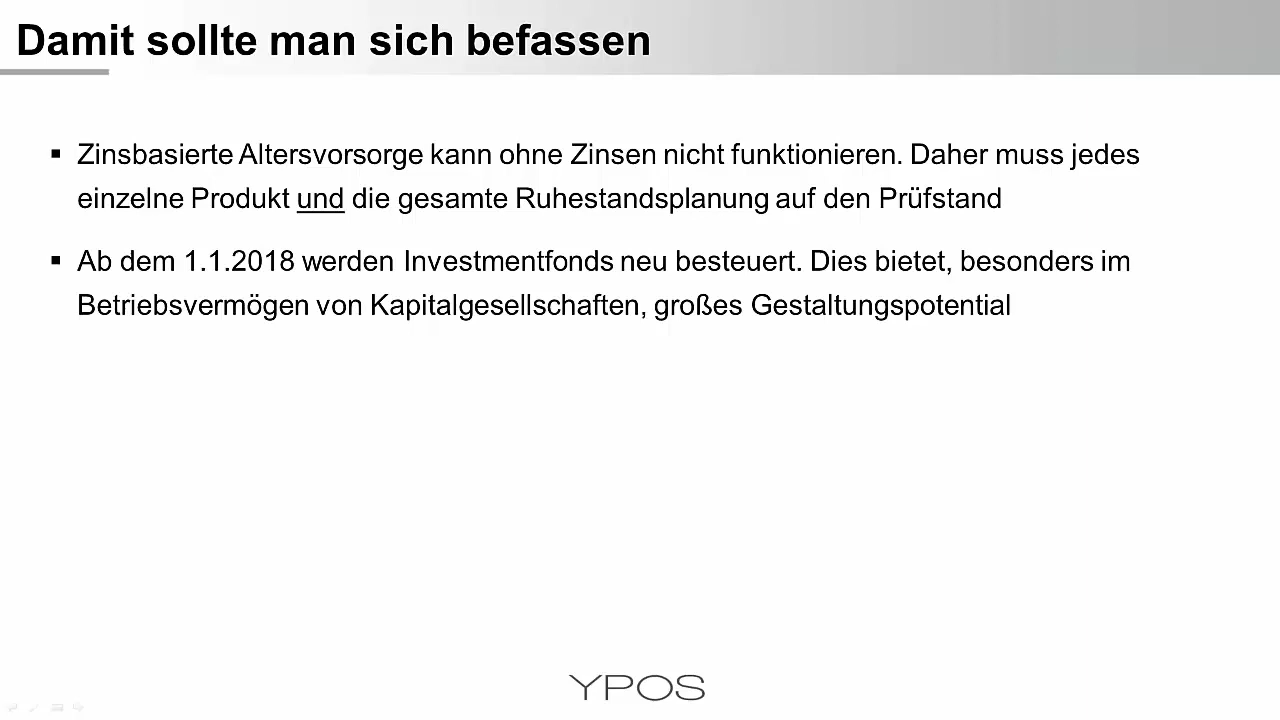 Damit sollte man sich befassen
▪ Zinsbasierte Altersvorsorge kann ohne Zinsen nicht funktionieren. Daher muss jedes
einzelne Produkt und die gesamte Ruhestandsplanung auf den Prüfstand
▪ Ab dem 1.1.2018 werden Investmentfonds neu besteuert. Dies bietet, besonders im
Betriebsvermögen von Kapitalgesellschaften, großes Gestaltungspotential
YPOS